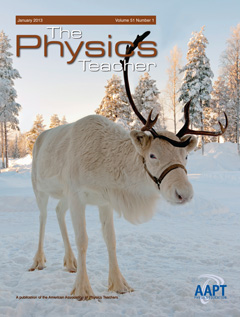 January 2013 Volume 51 Number 1
The
Physics
Teacher
A publication of the American Association of Physics Teachers
AAPT